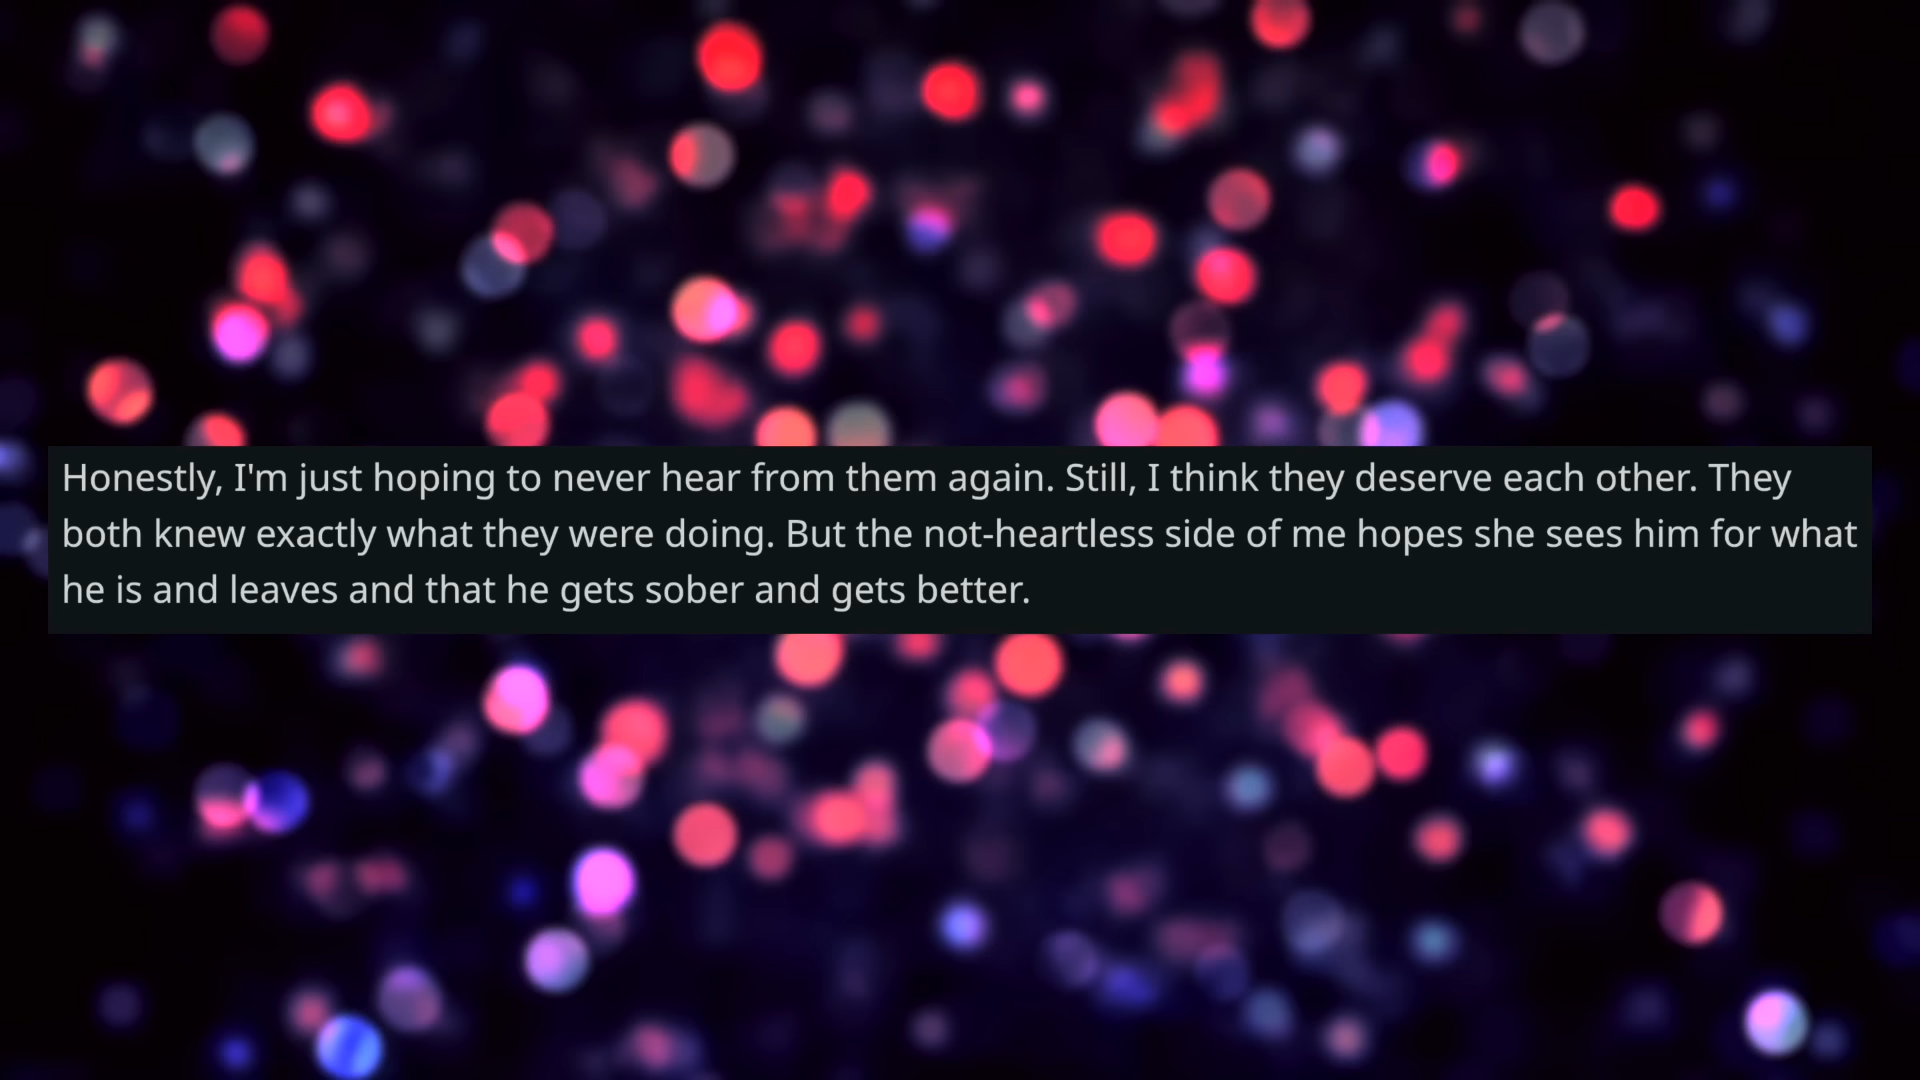 Honestly, I'm just hoping to never hear from them again. Still, I think they deserve each other. They
both knew exactly what they were doing. But the not-heartless side of me hopes she sees him for what
he is and leaves and that he gets sober and gets better.